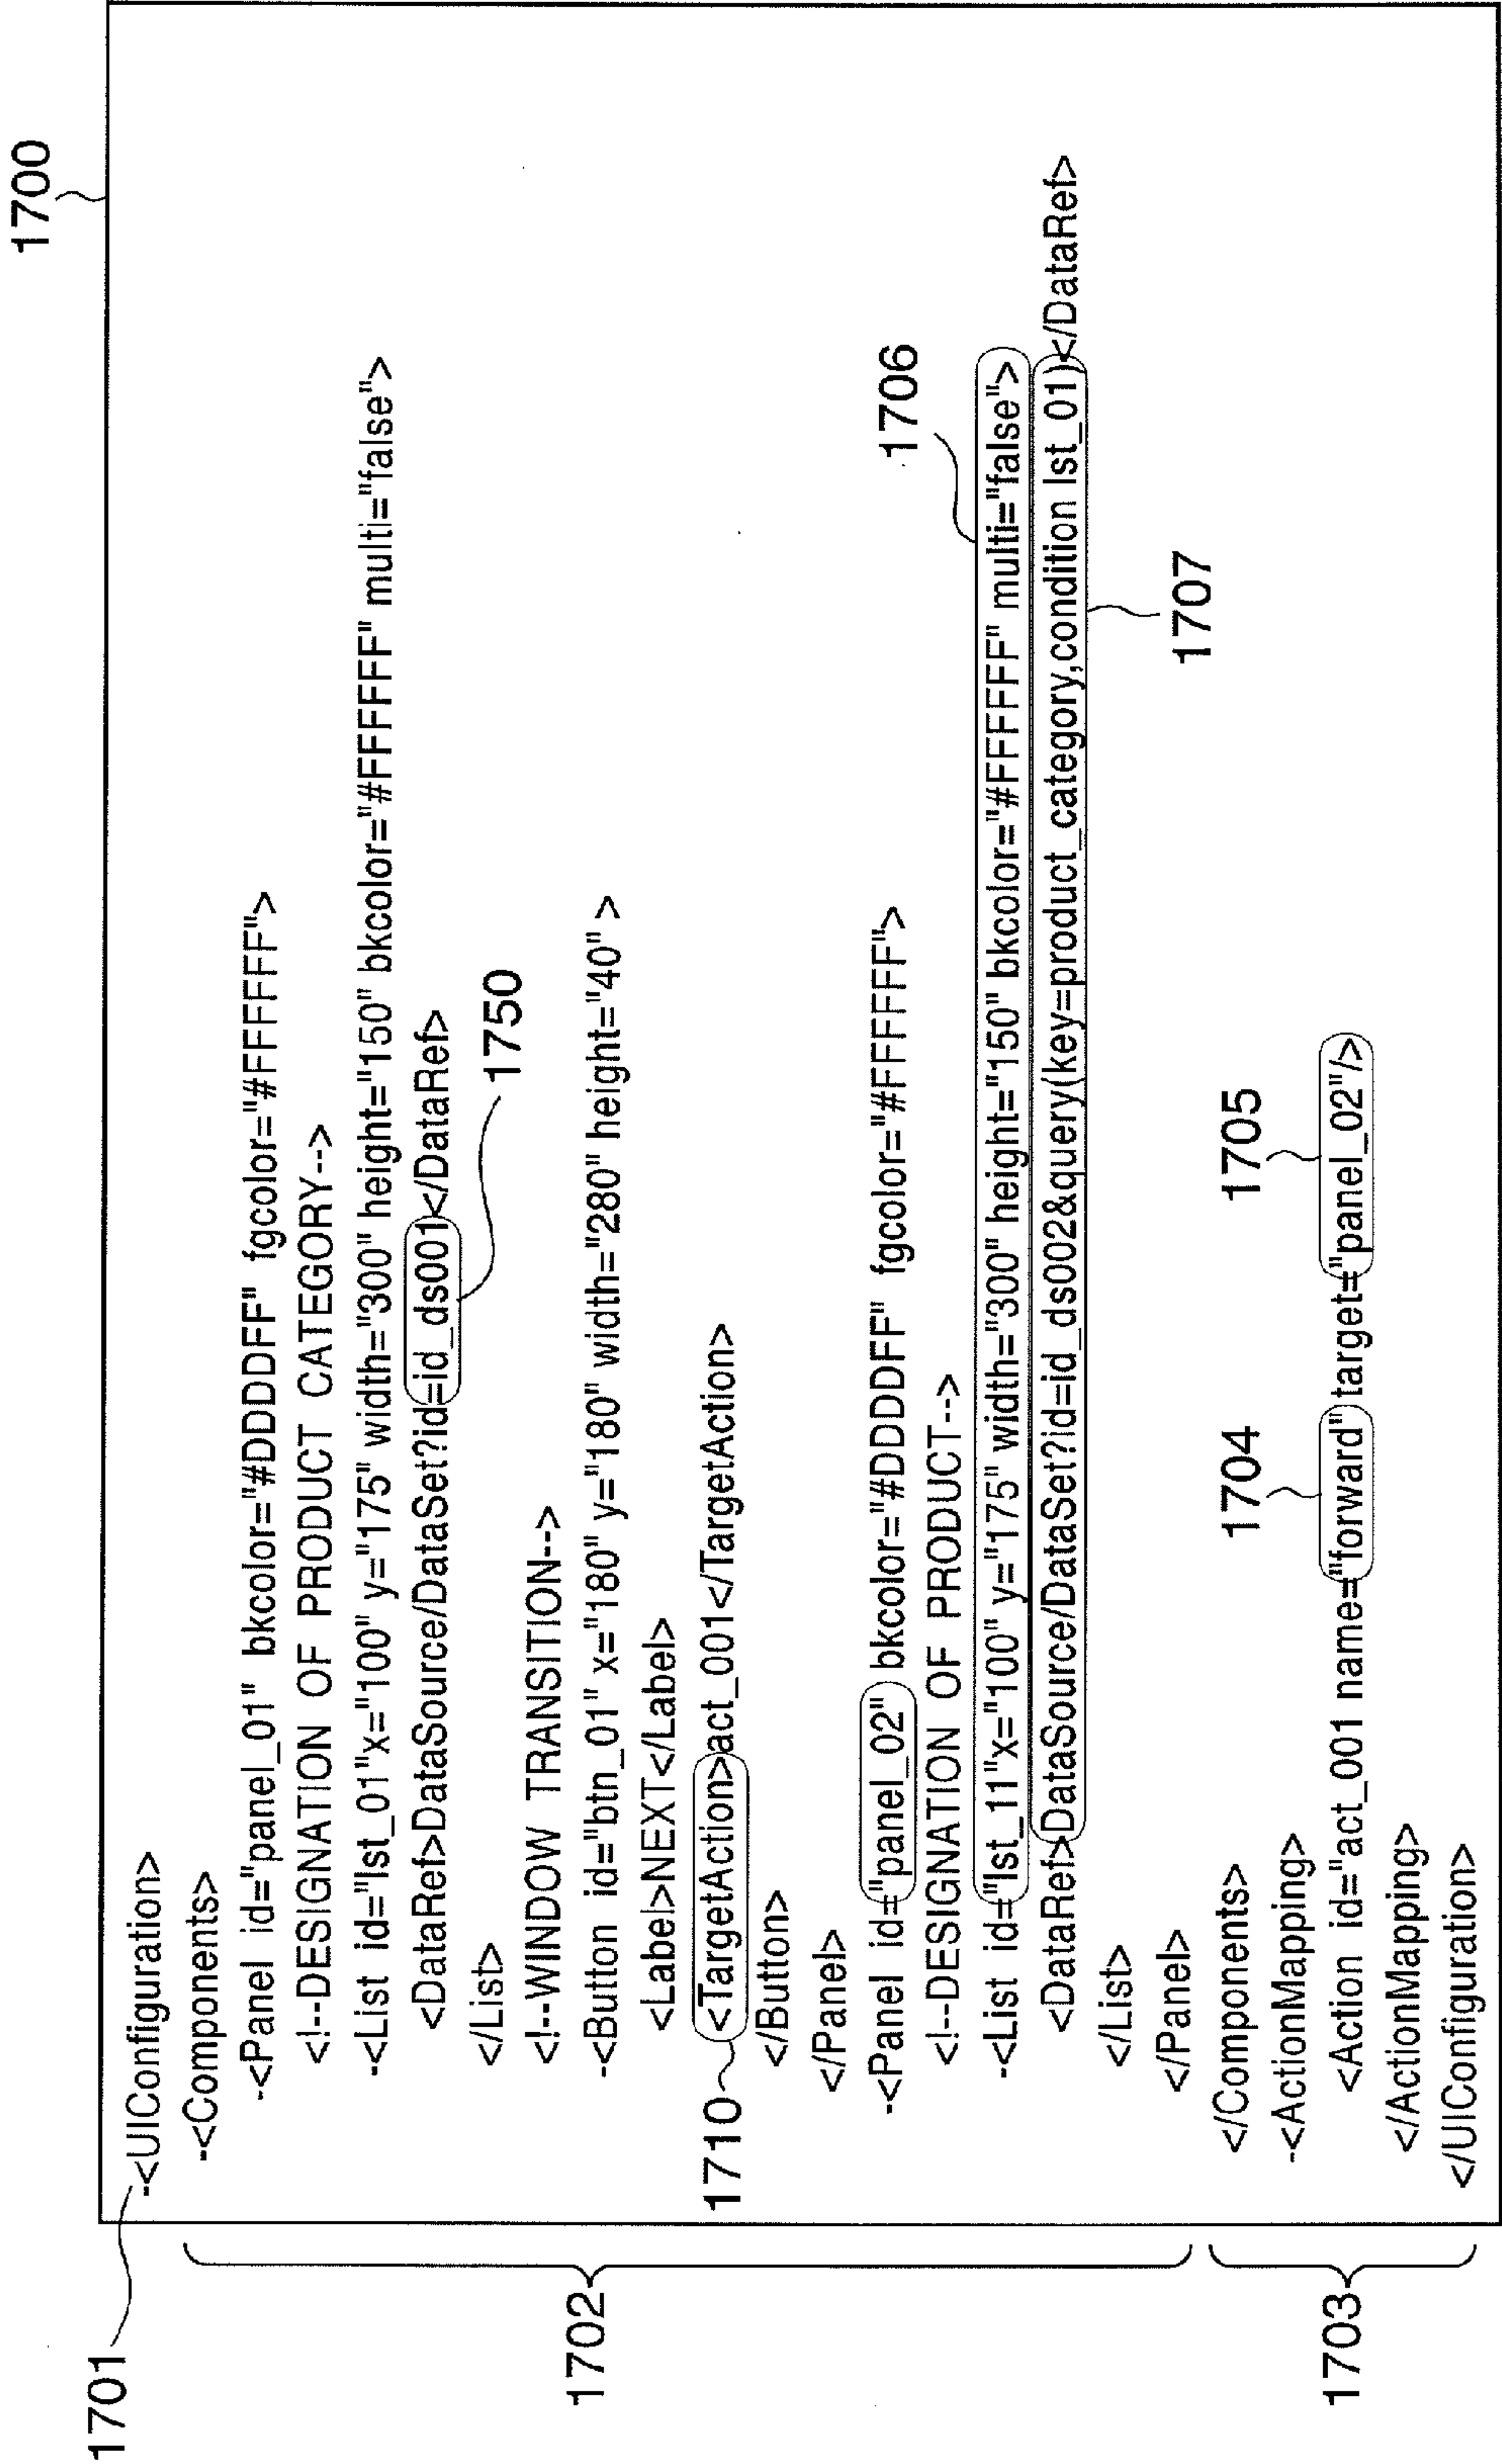 1700
1701
-<UIConfiguration>
1702
-<Components>
-<Panel id="panel_01" bkcolor="#DDDDFF" fgcolor="#FFFFFF">
<!--DESIGNATION OF PRODUCT CATEGORY-->
-<List id="lst_01"x="100" y="175" width="300" height="150" bkcolor="#FFFFFF" multi="false">
<DataRef>DataSource/DataSet?id=id_ds001</DataRef>
1750
</List>
<!--WINDOW TRANSITION-->
-<Button id="btn_01" x="180" y="180" width="280" height="40" >
<Label>NEXT</Label>
1710
<TargetAction>act_001</TargetAction>
</Button>
</Panel>
-<Panel id="panel_02" bkcolor="#DDDDFF" fgcolor="#FFFFFF">
1706
<!--DESIGNATION OF PRODUCT-->
-<List id="lst_11"x="100" y="175" width="300" height="150" bkcolor="#FFFFFF" multi="false">
<DataRef>DataSource/DataSet?id=id_ds002&query(key=product_category,condition lst_01)</DataRef>
1707
</List>
</Panel>
</Components>
1703
-<ActionMapping>
1704
1705
<Action id="act_001 name="forward" target="panel_02"/>
</ActionMapping>
</UIConfiguration>